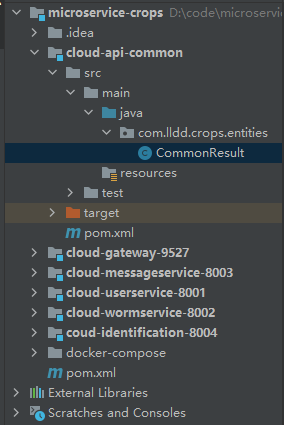 microservice-crops D:\code\microservic
.idea
cloud-api-common
src
main
java
com.lldd.crops.entities
CommonResult
resources
test
target
pom.xml
cloud-gateway-9527
cloud-messageservice-8003
cloud-userservice-8001
cloud-wormservice-8002
coud-identification-8004
docker-compose
pom.xml
External Libraries
Scratches and Consoles